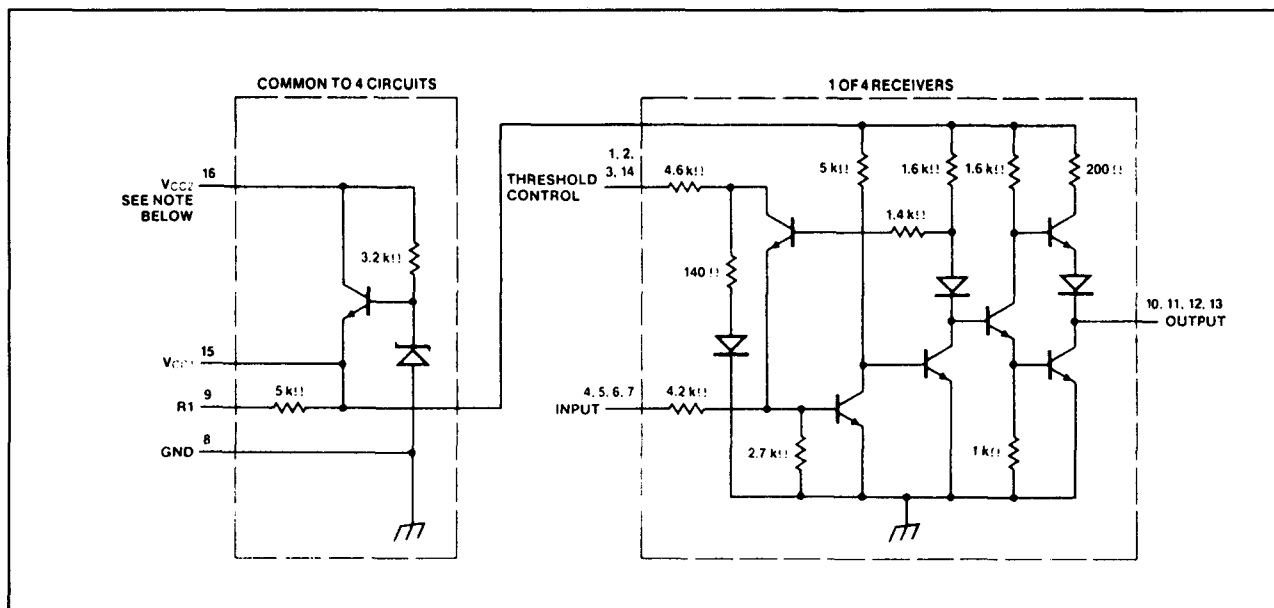 COMMON TO 4 CIRCUITS
1 OF 4 RECEIVERS
VCC2 16
SEE NOTE
BELOW
3.2 kΩ
VCC1 15
R1 9
5 kΩ
GND 8
1, 2,
3, 14
THRESHOLD
CONTROL
4.6 kΩ
5 kΩ
1.6 kΩ
1.6 kΩ
200 Ω
1.4 kΩ
140 Ω
10, 11, 12, 13
OUTPUT
4, 5, 6, 7
INPUT
4.2 kΩ
2.7 kΩ
1 kΩ